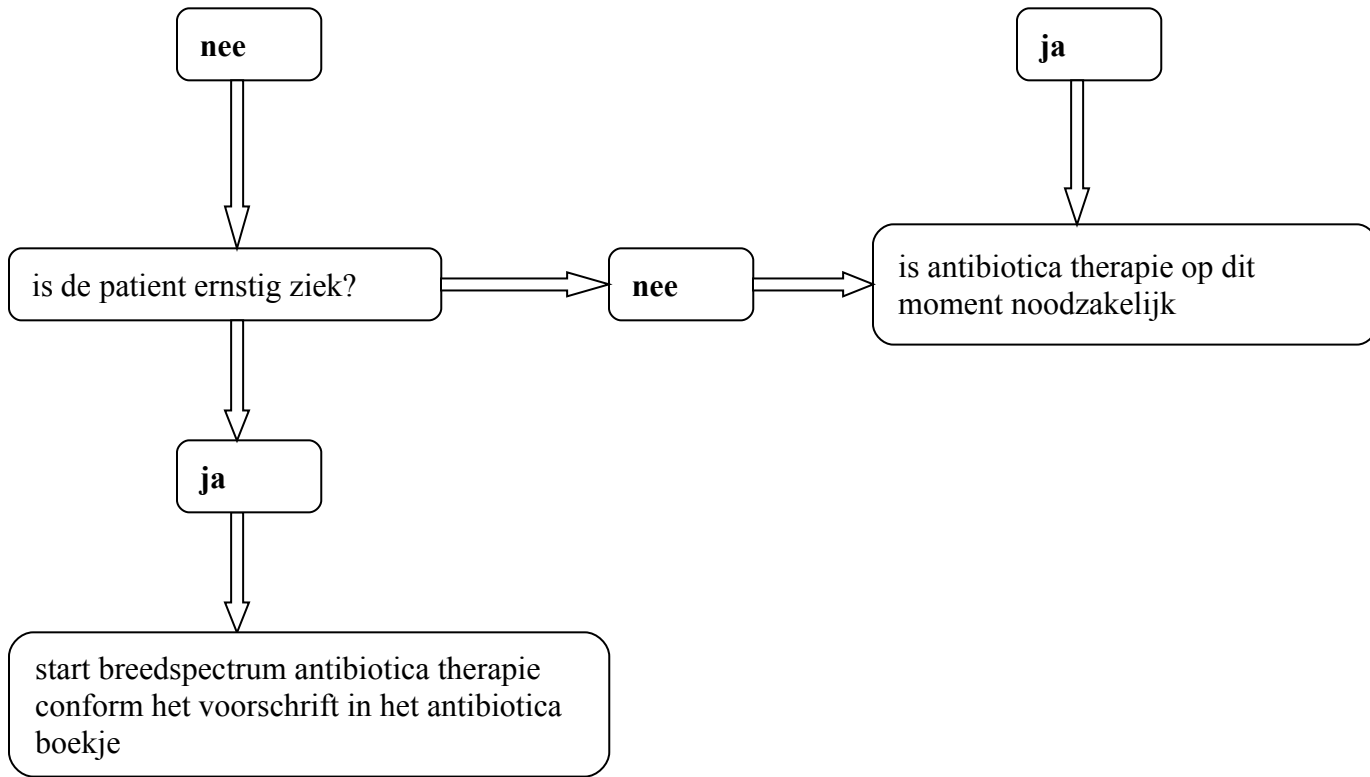 nee
ja
is de patient ernstig ziek?
nee
is antibiotica therapie op dit
moment noodzakelijk
ja
start breedspectrum antibiotica therapie
conform het voorschrift in het antibiotica
boekje